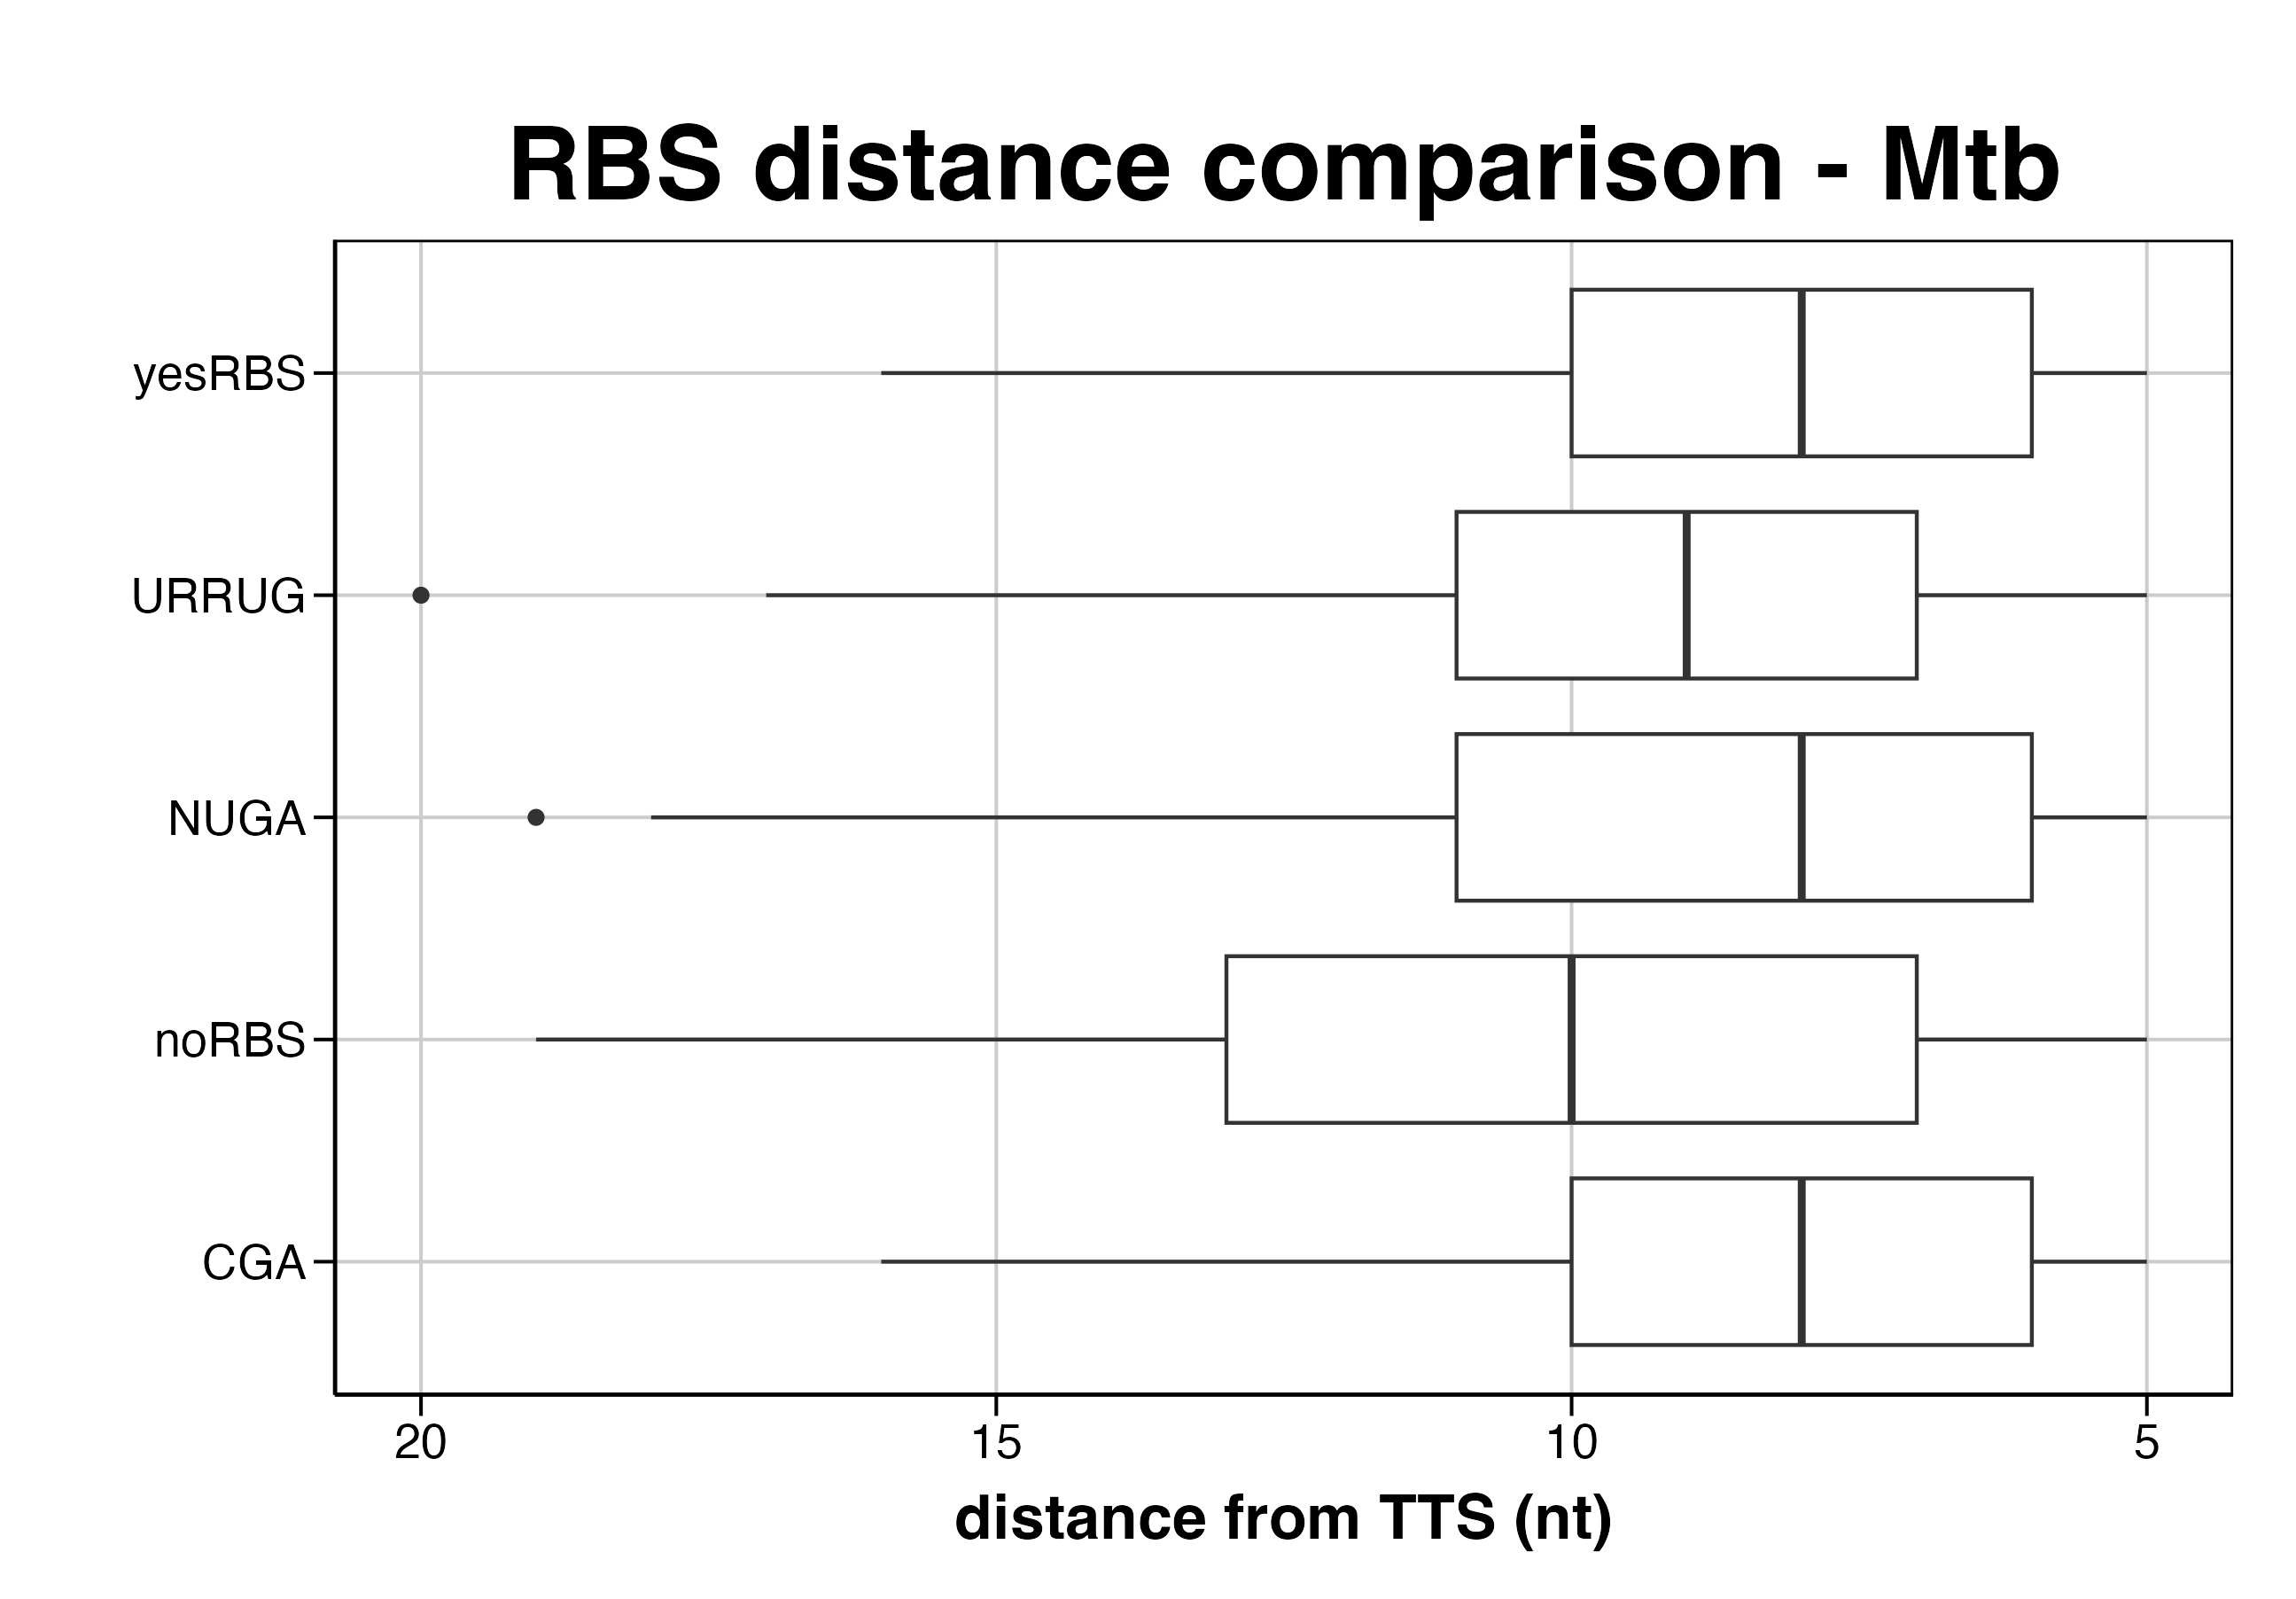 RBS distance comparison - Mtb
yesRBS
URRUG
NUGA
noRBS
CGA
20 15 10 5
distance from TTS (nt)